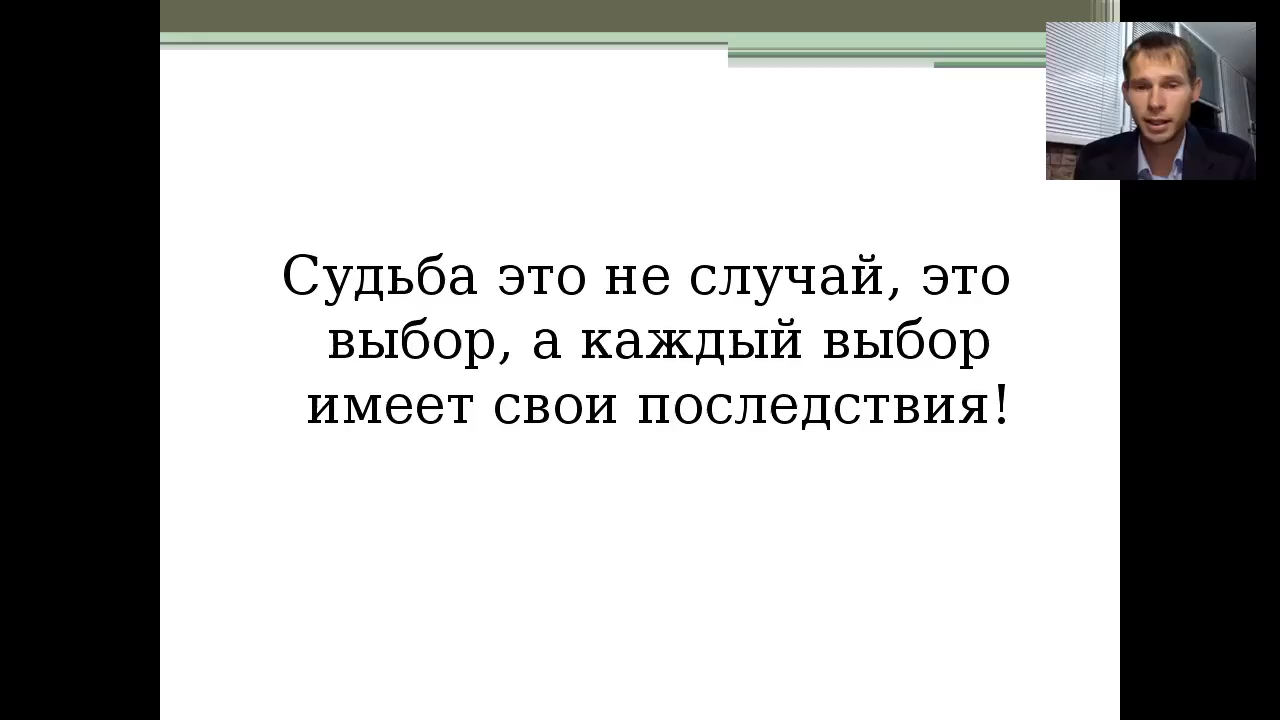 Судьба это не случай, это
выбор, а каждый выбор
имеет свои последствия!